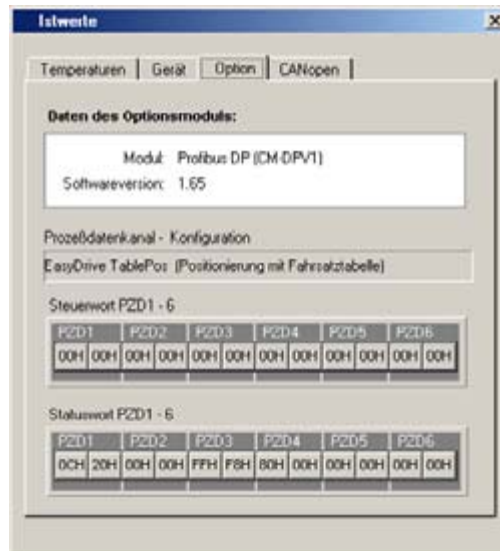 Istwerte
Temperaturen Gerät Option CANopen
Daten des Optionsmoduls:
Modul: Profibus DP (CM-DPV1)
Softwareversion: 1.65
Prozeßdatenkanal - Konfiguration
EasyDrive TablePos (Positionierung mit Fahrsatztabelle)
Steuerwort PZD1 - 6
PZD1 PZD2 PZD3 PZD4 PZD5 PZD6
00H 00H 00H 00H 00H 00H 00H 00H 00H 00H 00H 00H
Statuswort PZD1 - 6
PZD1 PZD2 PZD3 PZD4 PZD5 PZD6
0CH 20H 00H 00H FFH F8H 80H 00H 00H 00H 00H 00H